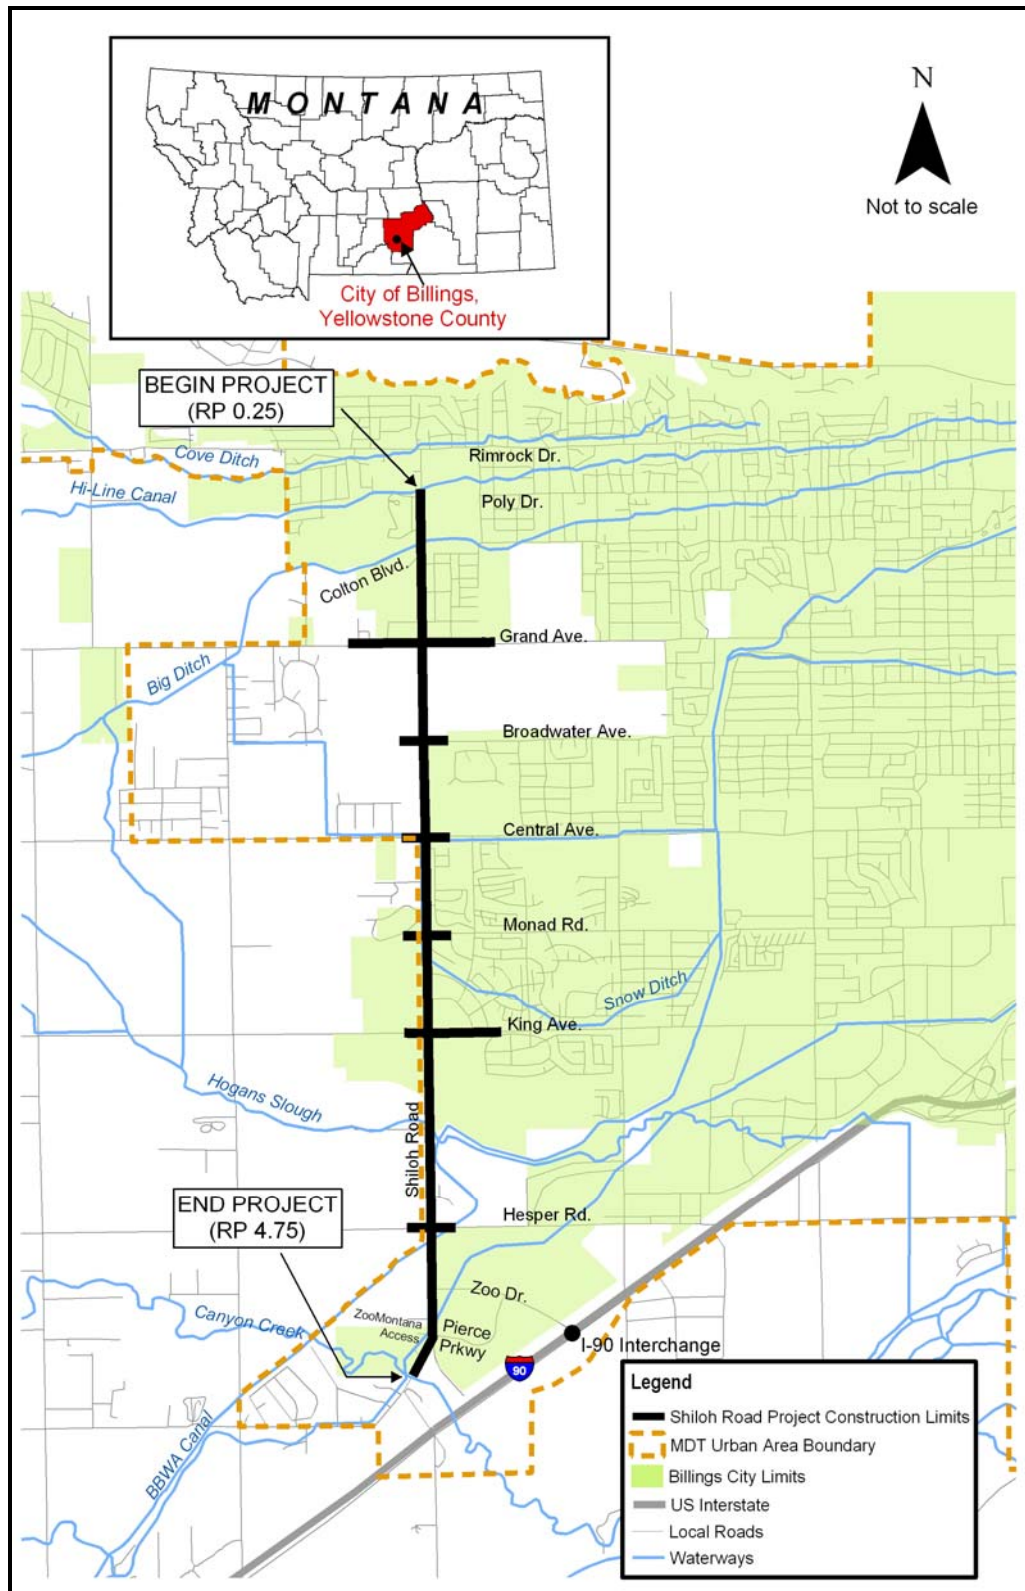 MONTANA
City of Billings,
Yellowstone County
N
Not to scale
BEGIN PROJECT
(RP 0.25)
Cove Ditch
Rimrock Dr.
Hi-Line Canal
Poly Dr.
Colton Blvd.
Grand Ave.
Big Ditch
Broadwater Ave.
Central Ave.
Monad Rd.
Snow Ditch
King Ave.
Hogans Slough
Shiloh Road
END PROJECT
(RP 4.75)
Hesper Rd.
Zoo Dr.
Canyon Creek
ZooMontana
Access
Pierce
Prkwy
I-90 Interchange
90
BBWA Canal
Legend
Shiloh Road Project Construction Limits
MDT Urban Area Boundary
Billings City Limits
US Interstate
Local Roads
Waterways